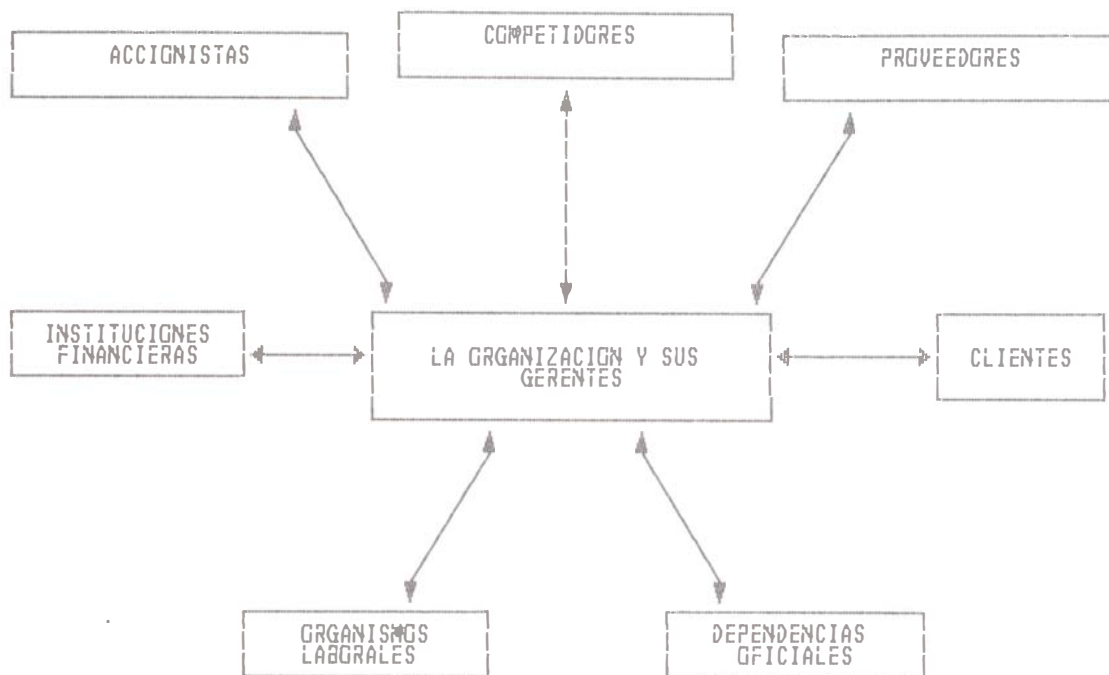 ACCIONISTAS
COMPETIDORES
PROVEEDORES
INSTITUCIONES
FINANCIERAS
LA ORGANIZACION Y SUS
GERENTES
CLIENTES
ORGANISMOS
LABORALES
DEPENDENCIAS
OFICIALES